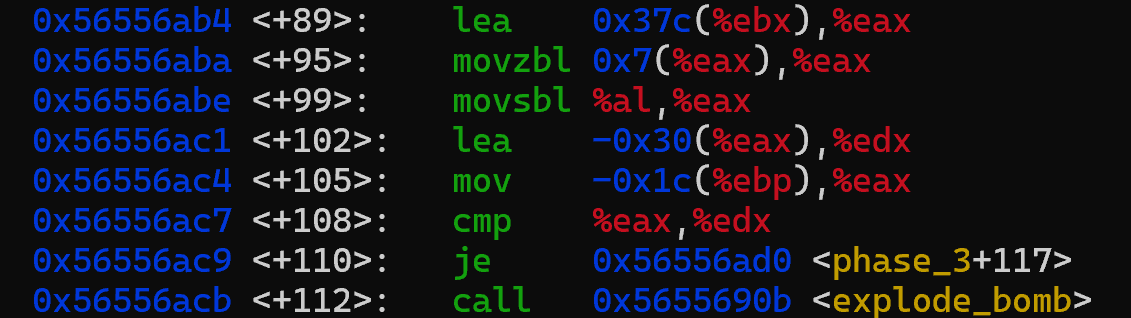 0x56556ab4 <+89>: lea 0x37c(%ebx),%eax
0x56556aba <+95>: movzbl 0x7(%eax),%eax
0x56556abe <+99>: movsbl %al,%eax
0x56556ac1 <+102>: lea -0x30(%eax),%edx
0x56556ac4 <+105>: mov -0x1c(%ebp),%eax
0x56556ac7 <+108>: cmp %eax,%edx
0x56556ac9 <+110>: je 0x56556ad0 <phase_3+117>
0x56556acb <+112>: call 0x5655690b <explode_bomb>